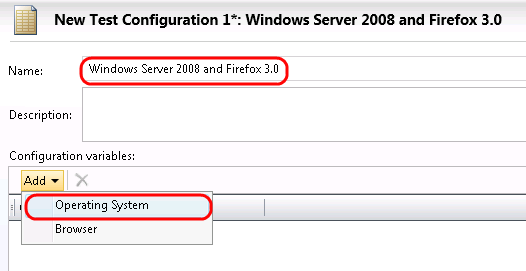 New Test Configuration 1*: Windows Server 2008 and Firefox 3.0
Name: Windows Server 2008 and Firefox 3.0
Description:
Configuration variables:
Add
Operating System
Browser